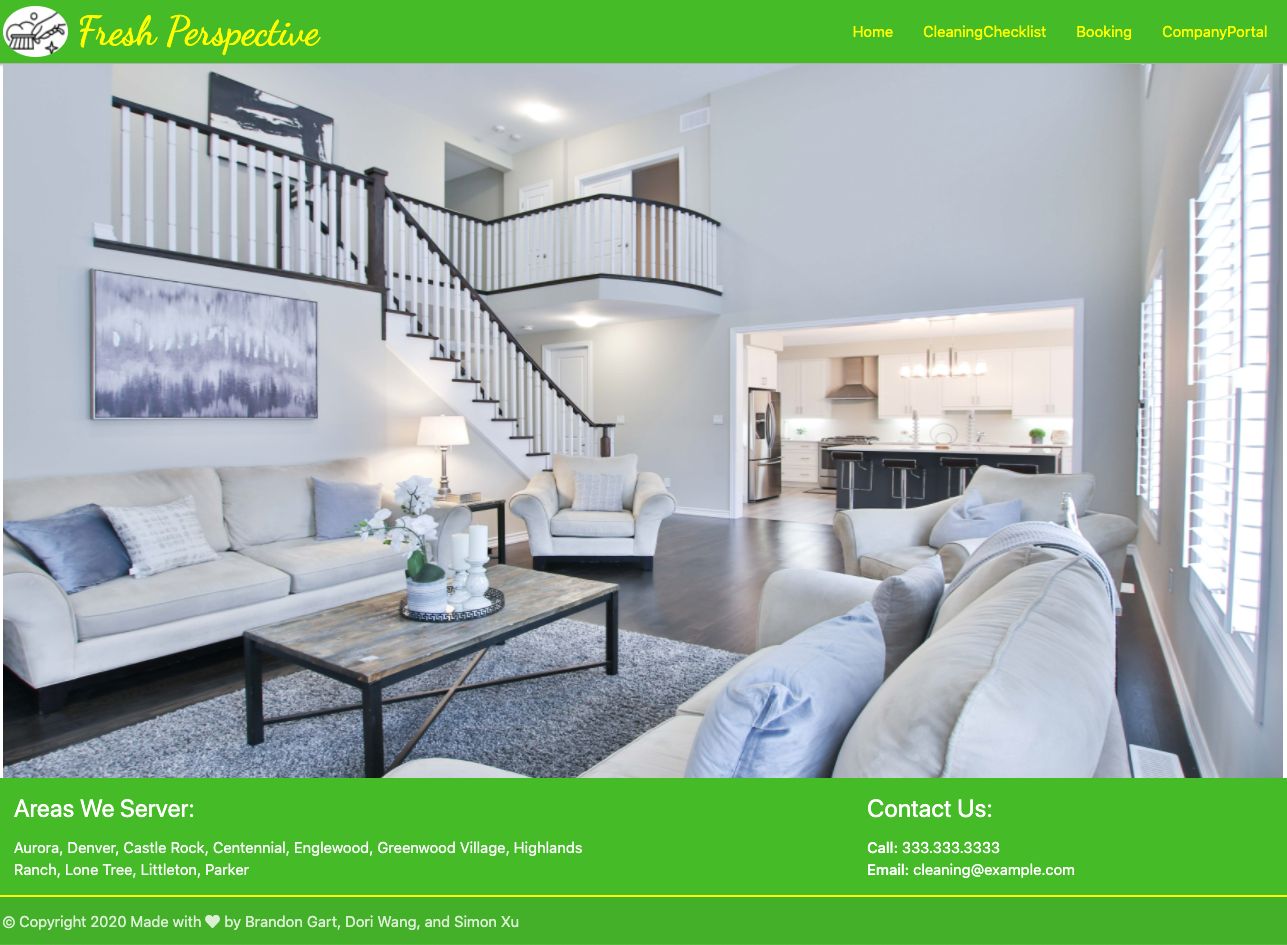 Fresh Perspective
Home CleaningChecklist Booking CompanyPortal
Areas We Server:
Aurora, Denver, Castle Rock, Centennial, Englewood, Greenwood Village, Highlands
Ranch, Lone Tree, Littleton, Parker
Contact Us:
Call: 333.333.3333
Email: cleaning@example.com
© Copyright 2020 Made with ❤ by Brandon Gart, Dori Wang, and Simon Xu